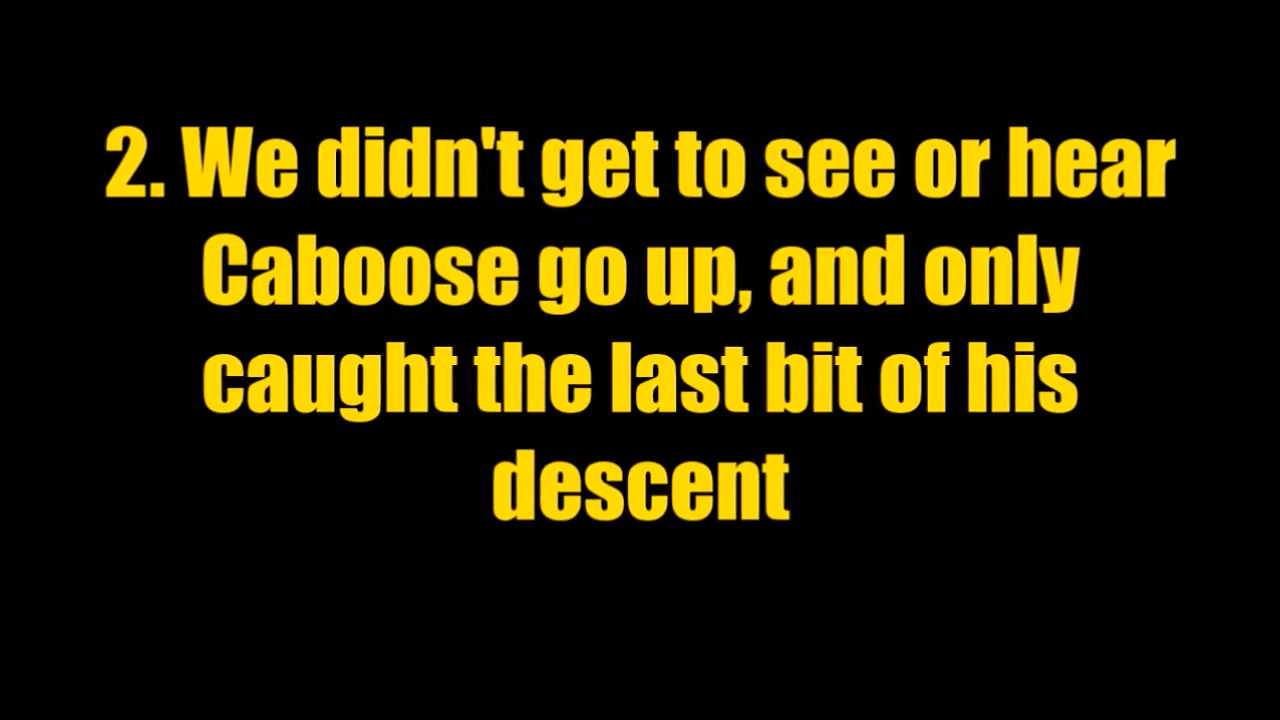 2. We didn't get to see or hear
Caboose go up, and only
caught the last bit of his
descent